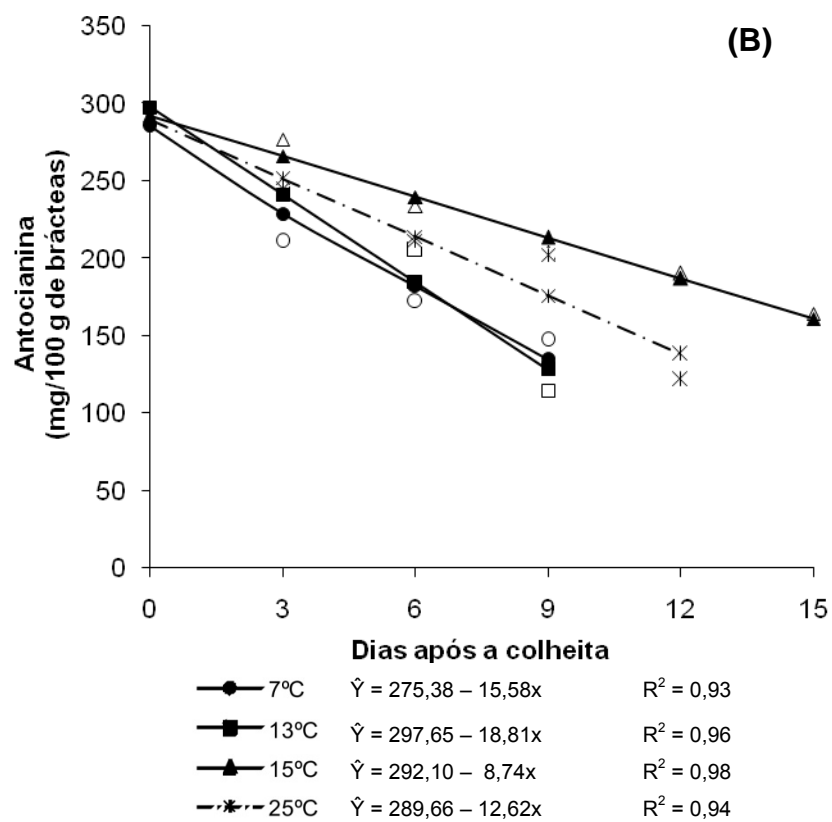 (B)
350
300
250
200
150
100
50
0
Antocianina
(mg/100 g de brácteas)
0 3 6 9 12 15
Dias após a colheita
7ºC Ŷ = 275,38 – 15,58x R² = 0,93
13ºC Ŷ = 297,65 – 18,81x R² = 0,96
15ºC Ŷ = 292,10 – 8,74x R² = 0,98
25ºC Ŷ = 289,66 – 12,62x R² = 0,94